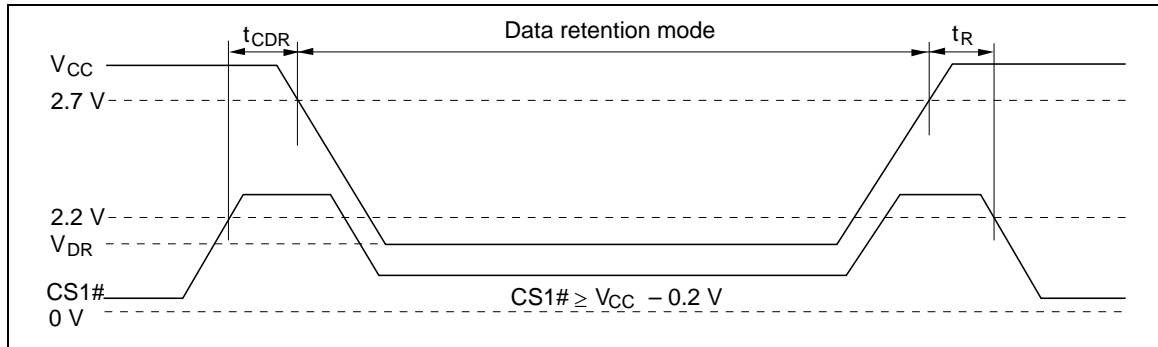 tCDR
Data retention mode
tR
VCC
2.7 V
2.2 V
VDR
CS1#
CS1# ≥ VCC – 0.2 V
0 V